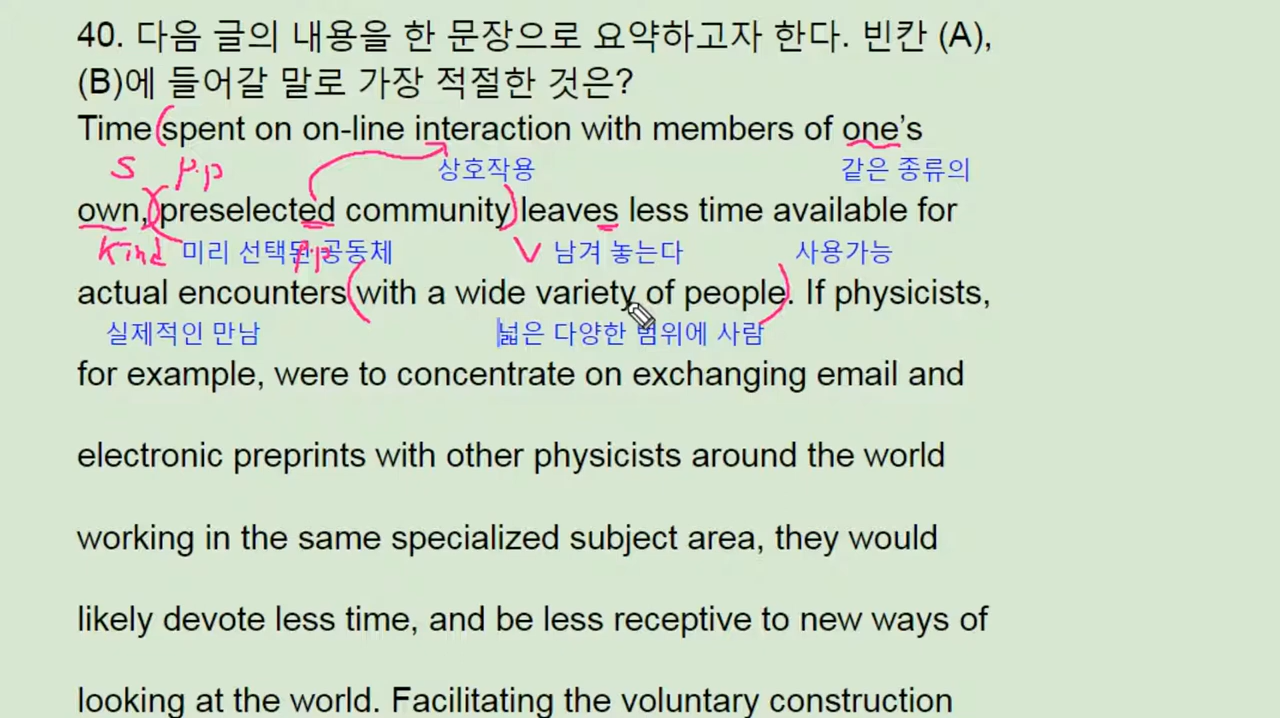 40. 다음 글의 내용을 한 문장으로 요약하고자 한다. 빈칸 (A),
(B)에 들어갈 말로 가장 적절한 것은?
Time (spent on on-line interaction with members of one's
S p.p 상호작용 같은 종류의
own, (preselected community) leaves less time available for
kind 미리 선택된 p.p 공동체 V 남겨 놓는다 사용가능
actual encounters (with a wide variety of people). If physicists,
실제적인 만남 넓은 다양한 범위에 사람
for example, were to concentrate on exchanging email and
electronic preprints with other physicists around the world
working in the same specialized subject area, they would
likely devote less time, and be less receptive to new ways of
looking at the world. Facilitating the voluntary construction